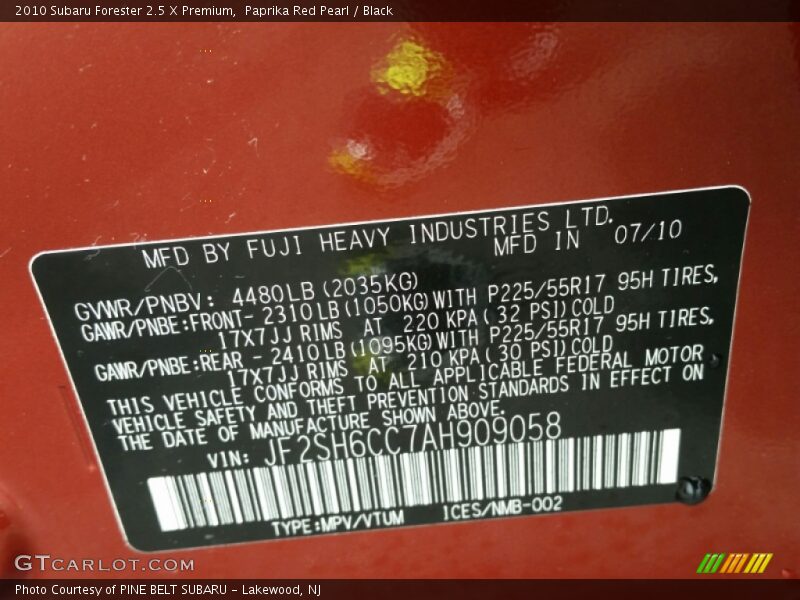 2010 Subaru Forester 2.5 X Premium,  Paprika Red Pearl / Black
MFD BY FUJI HEAVY INDUSTRIES LTD.
MFD IN 07/10
GVWR/PNBV: 4480LB (2035KG)
GAWR/PNBE:FRONT- 2310LB (1050KG) WITH P225/55R17 95H TIRES,
17X7JJ RIMS AT 220 KPA ( 32 PSI) COLD
GAWR/PNBE:REAR - 2410LB (1095KG) WITH P225/55R17 95H TIRES,
17X7JJ RIMS AT 210 KPA ( 30 PSI) COLD
THIS VEHICLE CONFORMS TO ALL APPLICABLE FEDERAL MOTOR
VEHICLE SAFETY AND THEFT PREVENTION STANDARDS IN EFFECT ON
THE DATE OF MANUFACTURE SHOWN ABOVE.
VIN: JF2SH6CC7AH909058
TYPE:MPV/VTUM ICES/NMB-002
GTCARLOT.COM
Photo Courtesy of PINE BELT SUBARU - Lakewood, NJ